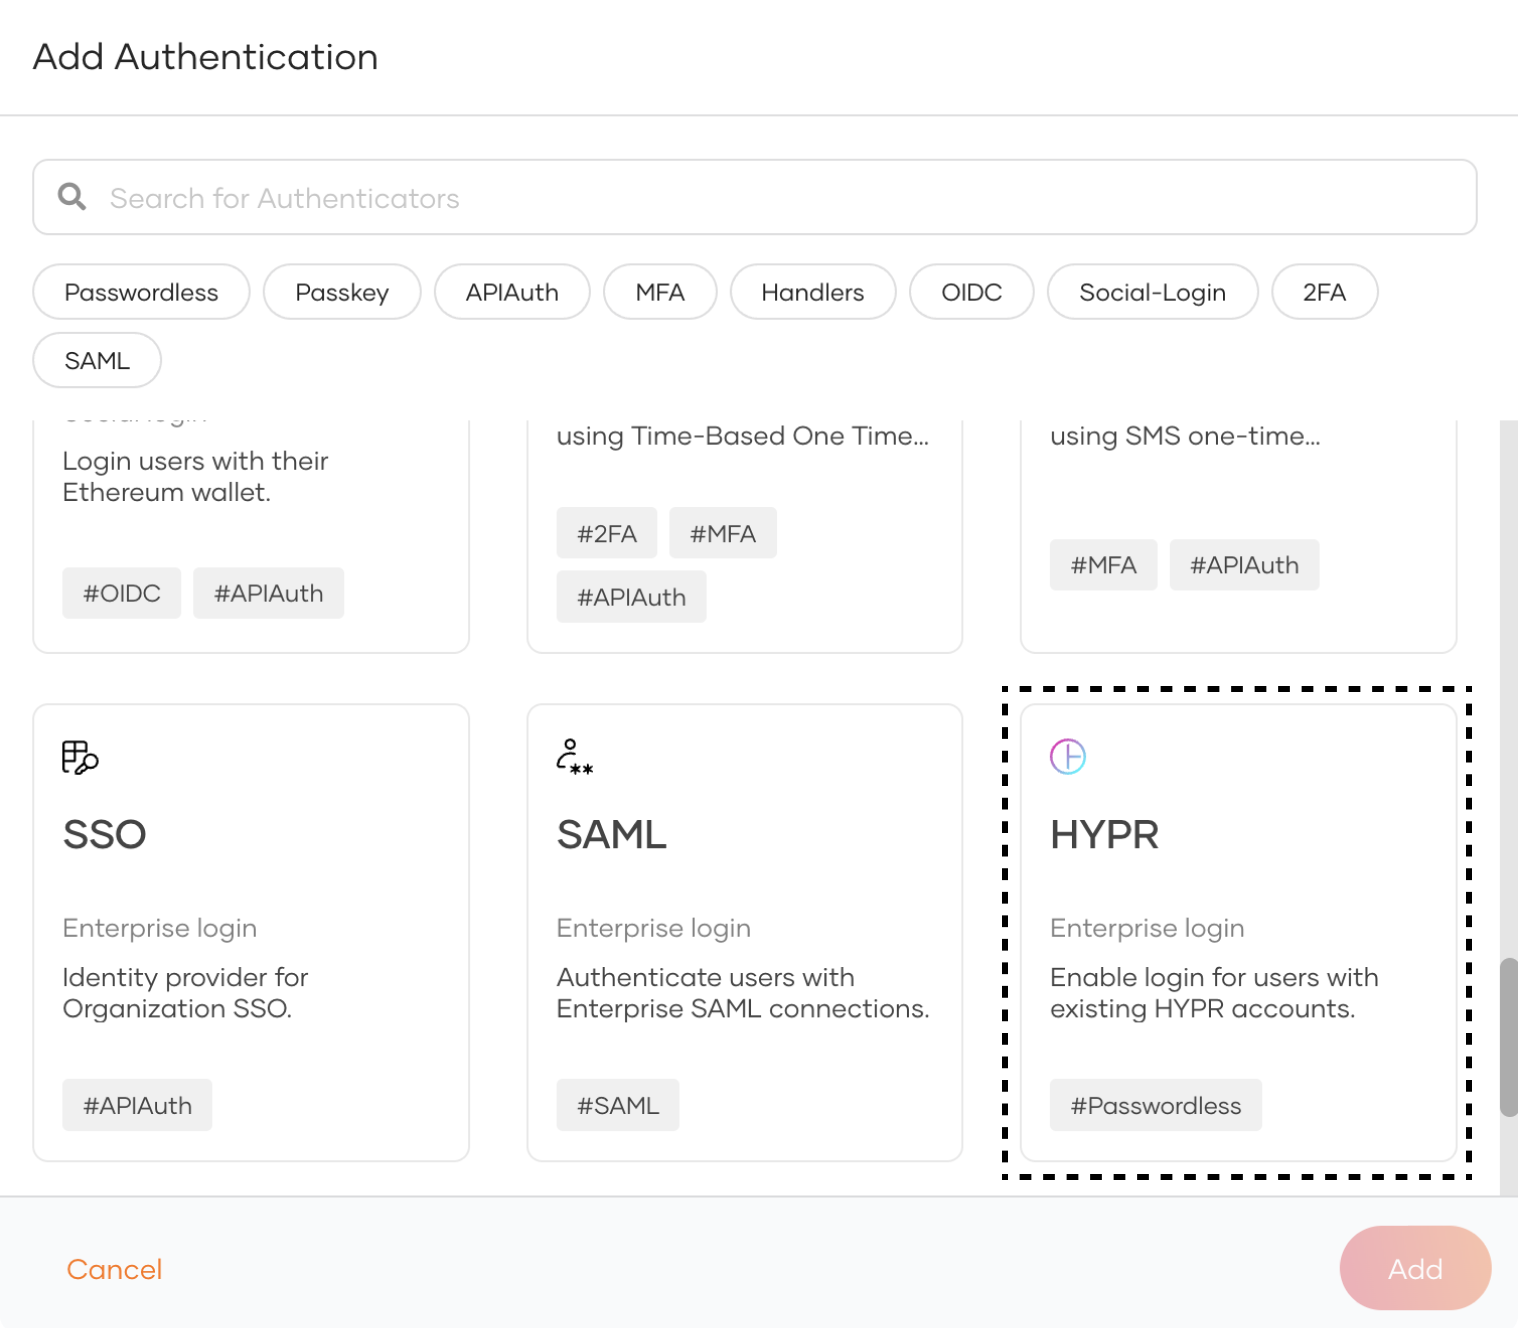 Add Authentication
Search for Authenticators
Passwordless
Passkey
APIAuth
MFA
Handlers
OIDC
Social-Login
2FA
SAML
Login users with their
Ethereum wallet.
#OIDC
#APIAuth
using Time-Based One Time...
#2FA
#MFA
#APIAuth
using SMS one-time...
#MFA
#APIAuth
SSO
Enterprise login
Identity provider for
Organization SSO.
#APIAuth
SAML
Enterprise login
Authenticate users with
Enterprise SAML connections.
#SAML
HYPR
Enterprise login
Enable login for users with
existing HYPR accounts.
#Passwordless
Cancel
Add